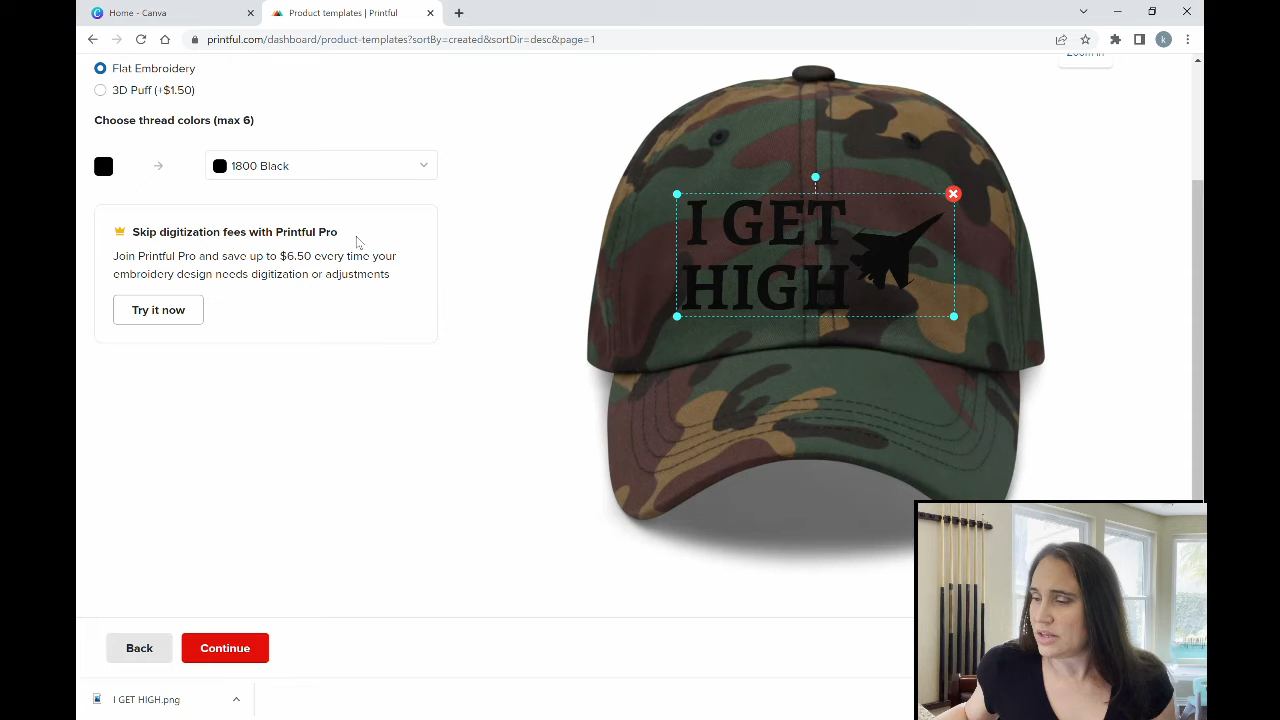 Home - Canva
Product templates | Printful
printful.com/dashboard/product-templates?sortBy=created&sortDir=desc&page=1
k
Flat Embroidery
Zoom in
3D Puff (+$1.50)
Choose thread colors (max 6)
1800 Black
Skip digitization fees with Printful Pro
Join Printful Pro and save up to $6.50 every time your
embroidery design needs digitization or adjustments
Try it now
I GET
HIGH
Back
Continue
I GET HIGH.png